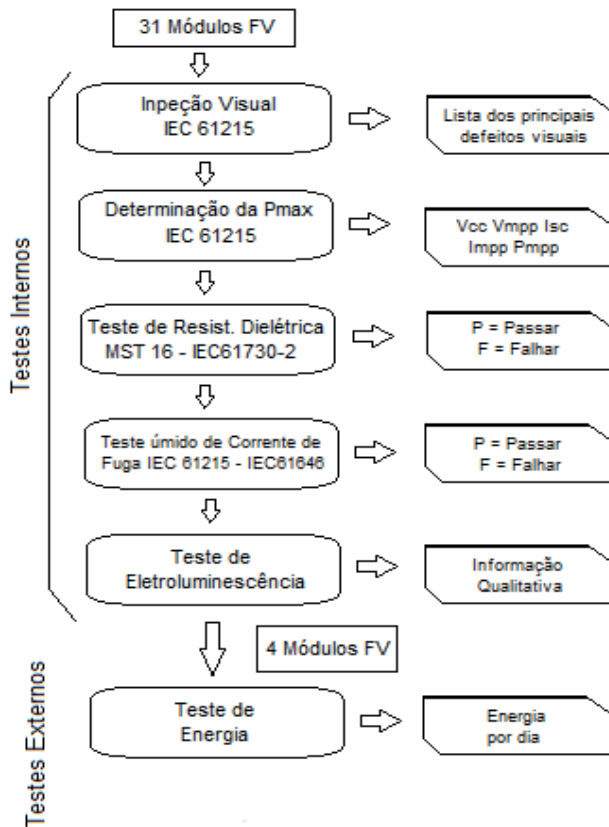 31 Módulos FV
Inpeção Visual
IEC 61215
Lista dos principais
defeitos visuais
Determinação da Pmax
IEC 61215
Vcc Vmpp Isc
Impp Pmpp
Teste de Resist. Dielétrica
MST 16 - IEC61730-2
P = Passar
F = Falhar
Teste úmido de Corrente de
Fuga IEC 61215 - IEC61646
P = Passar
F = Falhar
Teste de
Eletroluminescência
Informação
Qualitativa
Testes Internos
4 Módulos FV
Teste de
Energia
Energia
por dia
Testes Externos